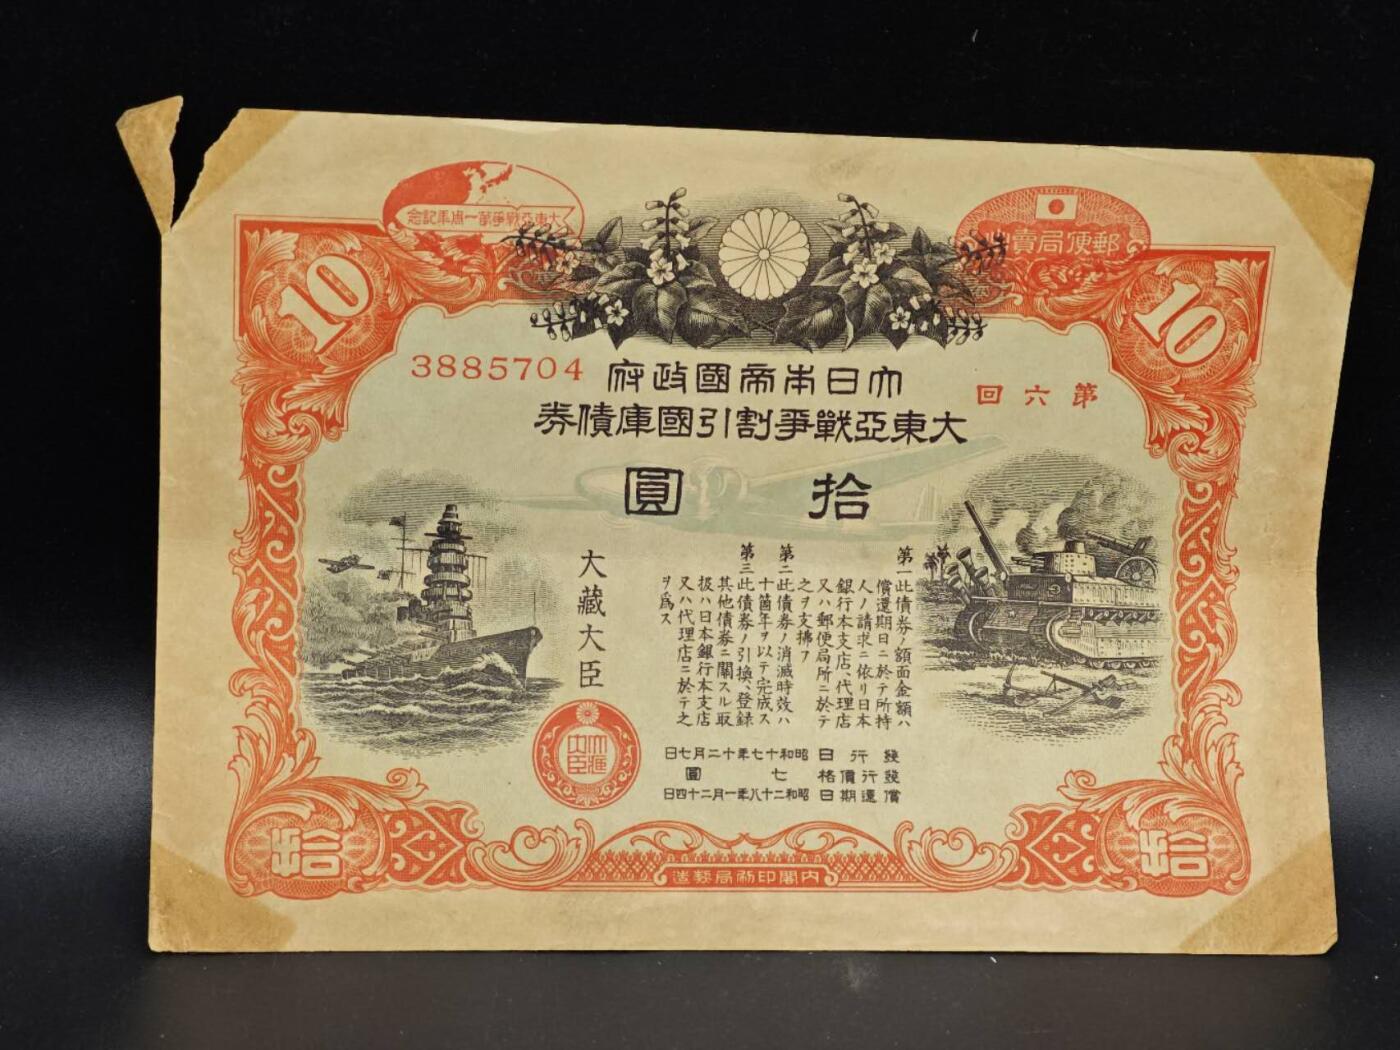 大東亞戰爭第一周年記念
郵便局賣出
10
10
第六回
3885704
大日本帝國政府
大東亞戰爭割引國庫債券
拾圓
第一此債券ノ額面金額ハ
償還期日ニ於テ所持
人ノ請求ニ依リ日本
銀行本支店、代理店
又ハ郵便局所ニ於テ
之ヲ支拂フ
第二此債券ノ消滅時效ハ
十箇年ヲ以テ完成ス
第三此債券ノ引換、登錄
其他債券ニ關スル取
扱ハ日本銀行本支店
又ハ代理店ニ於テ之
ヲ爲ス
大藏大臣
大藏大臣
發行日 昭和十七年十二月七日
發行價格 七圓
償還期日 昭和二十八年一月二十四日
拾
拾
內閣印刷局製造